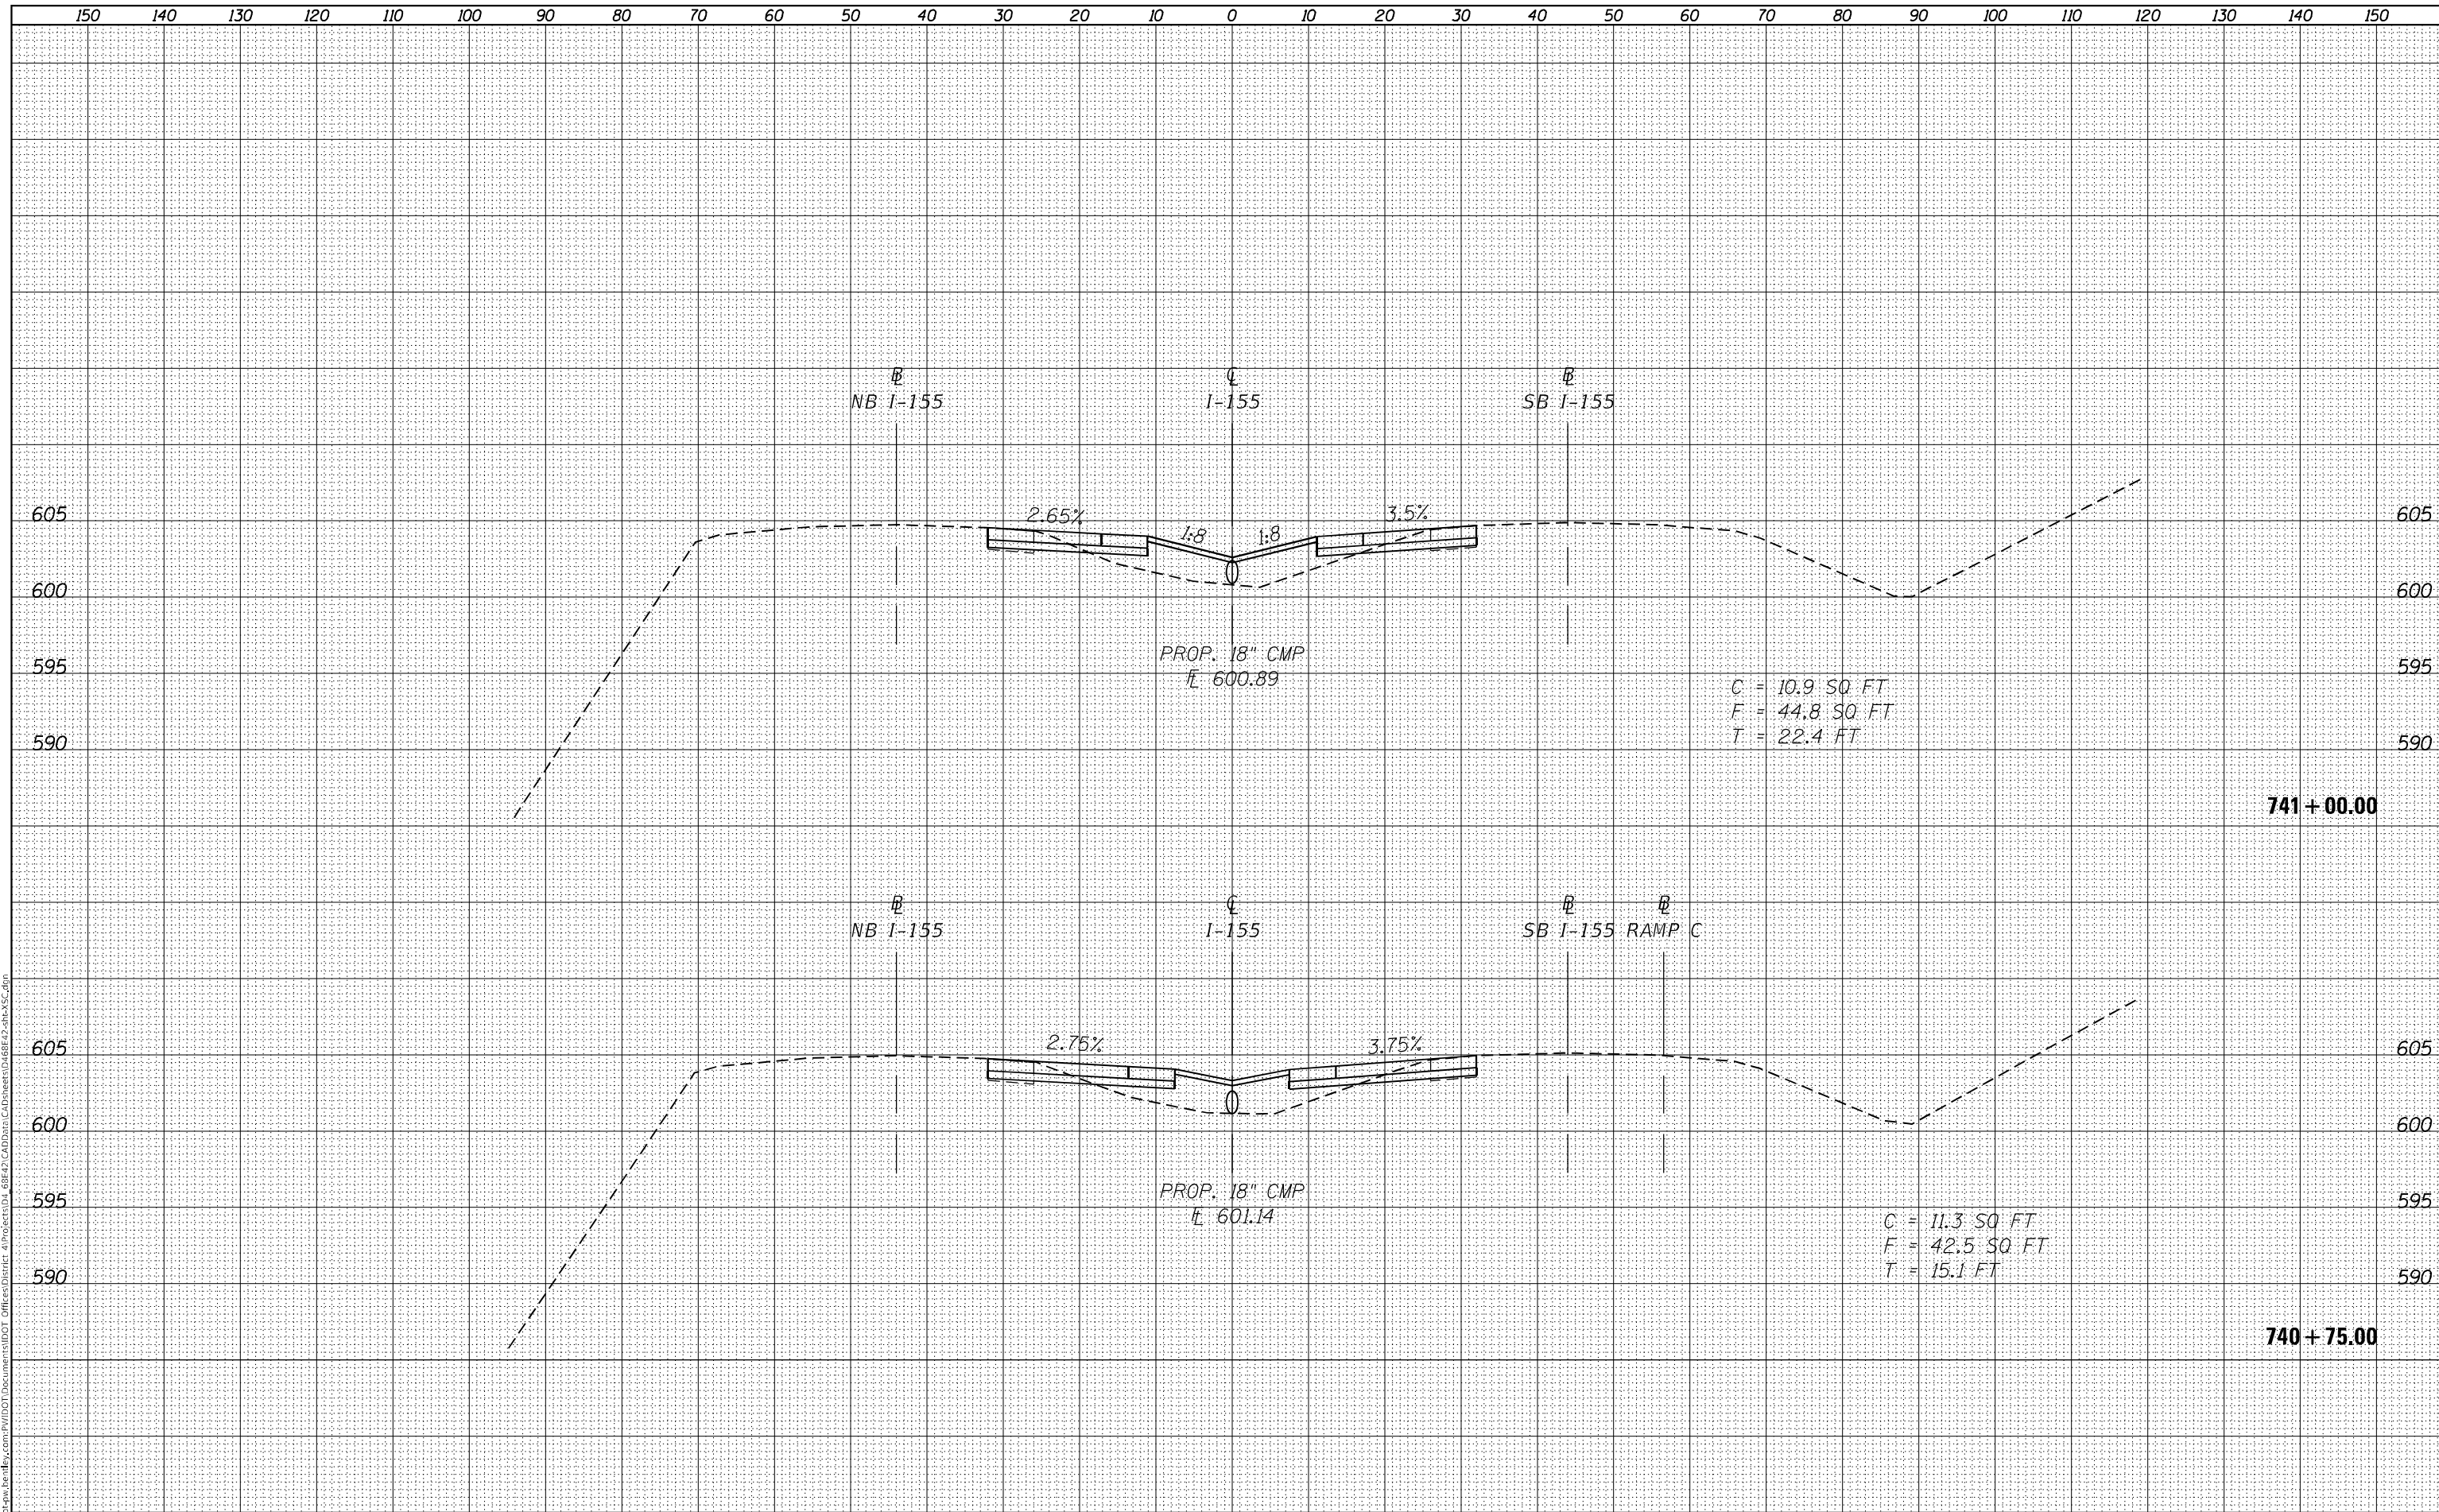 150 140 130 120 110 100 90 80 70 60 50 40 30 20 10 0 10 20 30 40 50 60 70 80 90 100 110 120 130 140 150
℄
I-155
NB I-155
SB I-155
2.65%
1:8
1:8
3.5%
605
605
600
600
PROP. 18" CMP
600.89
595
595
C = 10.9 SQ FT
F = 44.8 SQ FT
T = 22.4 FT
590
590
741+00.00
℄
NB I-155
I-155
SB I-155
RAMP C
2.75%
3.75%
605
605
600
600
PROP. 18" CMP
601.14
595
595
C = 11.3 SQ FT
F = 42.5 SQ FT
T = 15.1 FT
590
590
740+75.00